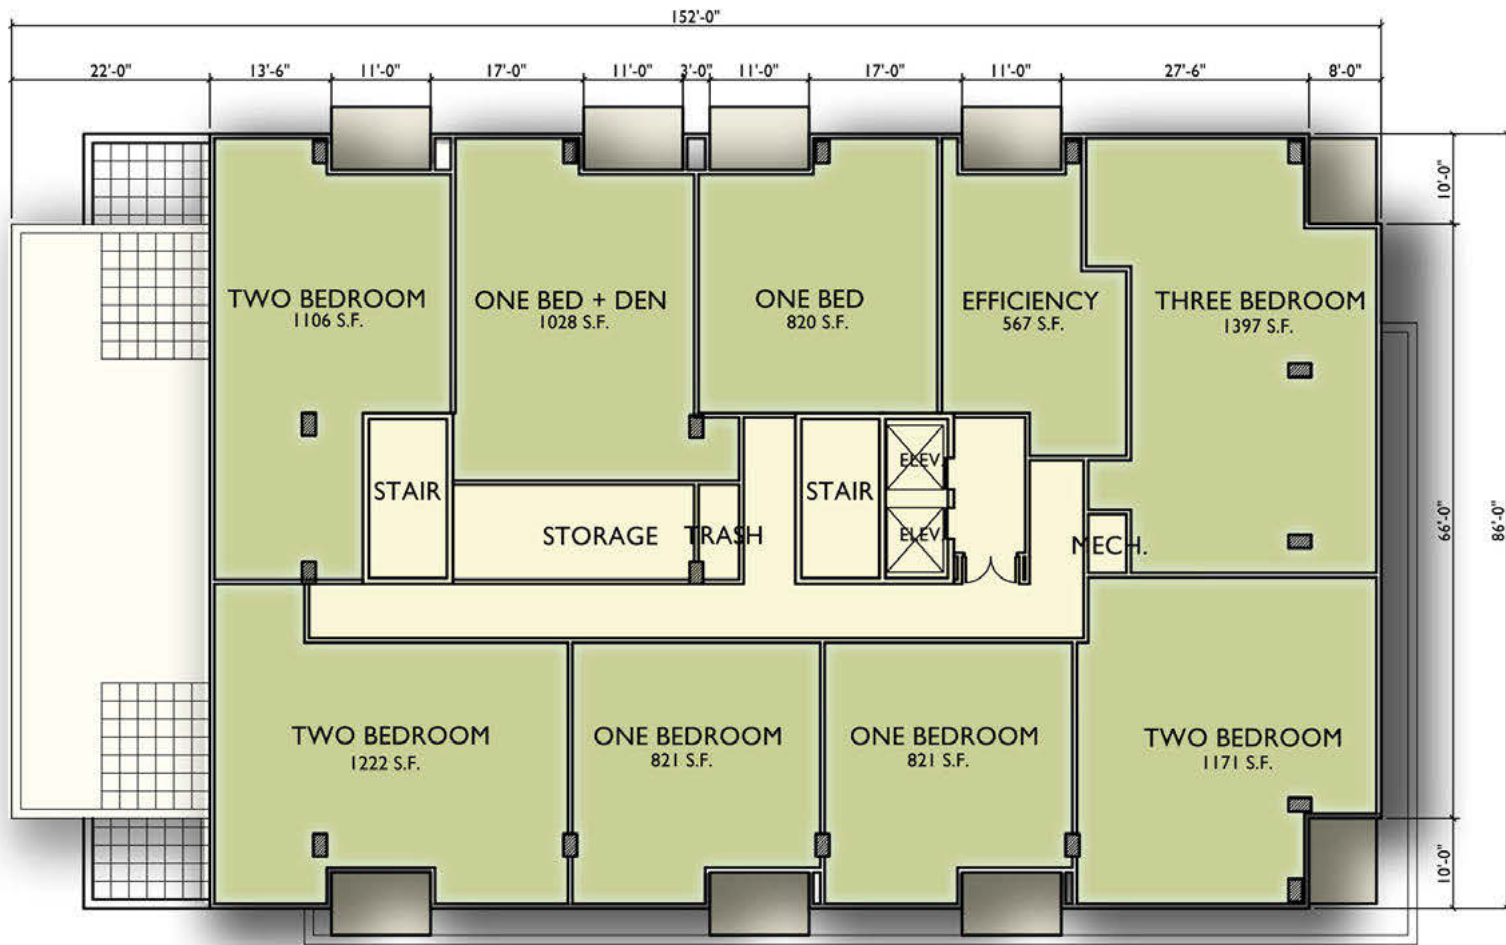 152'-0"
22'-0" 13'-6" 11'-0" 17'-0" 11'-0" 3'-0" 11'-0" 17'-0" 11'-0" 27'-6" 8'-0"
10'-0"
TWO BEDROOM
1106 S.F.
ONE BED + DEN
1028 S.F.
ONE BED
820 S.F.
EFFICIENCY
567 S.F.
THREE BEDROOM
1397 S.F.
STAIR
STORAGE
TRASH
STAIR
ELEV.
ELEV.
MECH.
66'-0"
86'-0"
TWO BEDROOM
1222 S.F.
ONE BEDROOM
821 S.F.
ONE BEDROOM
821 S.F.
TWO BEDROOM
1171 S.F.
10'-0"